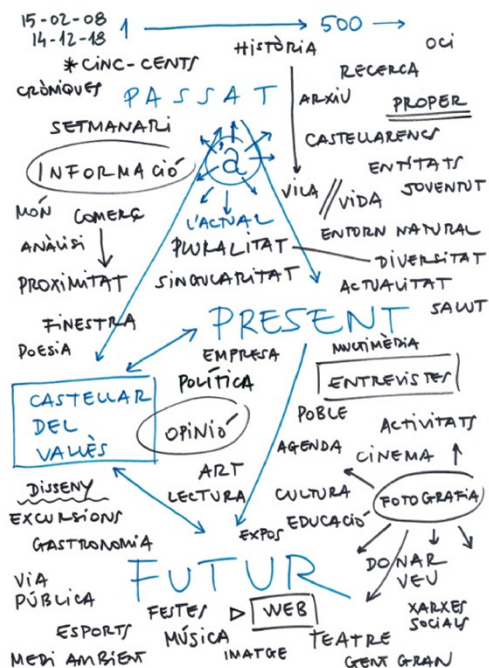 15-02-08
14-12-18
1 → 500 →
* CINC-CENTS
HISTÒRIA
OCI
CRÒNIQUES
PASSAT
RECERCA
ARXIU
PROPER
SETMANARI
CASTELLARENCS
INFORMACIÓ
à
ENTITATS
JOVENTUT
VILA // VIDA
MÓN
COMERÇ
L'ACTUAL
ENTORN NATURAL
ANÀLISI
PLURALITAT
DIVERSITAT
PROXIMITAT
SINGULARITAT
ACTUALITAT
SALUT
FINESTRA
PRESENT
POESIA
EMPRESA
MULTIMÈDIA
POLÍTICA
ENTREVISTES
CASTELLAR
DEL
VALLÈS
OPINIÓ
POBLE
ACTIVITATS
AGENDA
CINEMA
ART
LECTURA
DISSENY
CULTURA
FOTOGRAFIA
EXCURSIONS
EXPOS
EDUCACIÓ
GASTRONOMIA
FUTUR
DONAR
VEU
VIA
PÚBLICA
FESTES
▷ WEB
XARXES
SOCIALS
ESPORTS
MÚSICA
TEATRE
MEDI AMBIENT
IMATGE
GENT GRAN